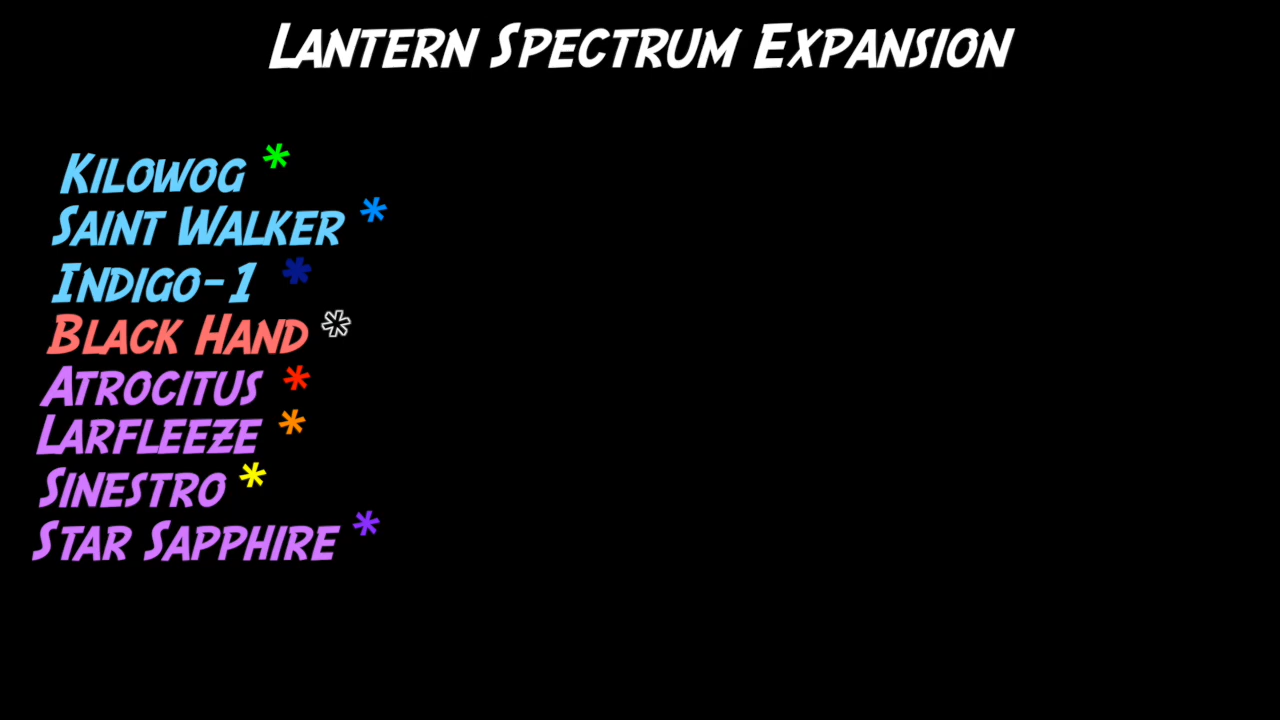 Lantern Spectrum Expansion
Kilowog *
Saint Walker *
Indigo-1 *
Black Hand *
Atrocitus *
Larfleeze *
Sinestro *
Star Sapphire *